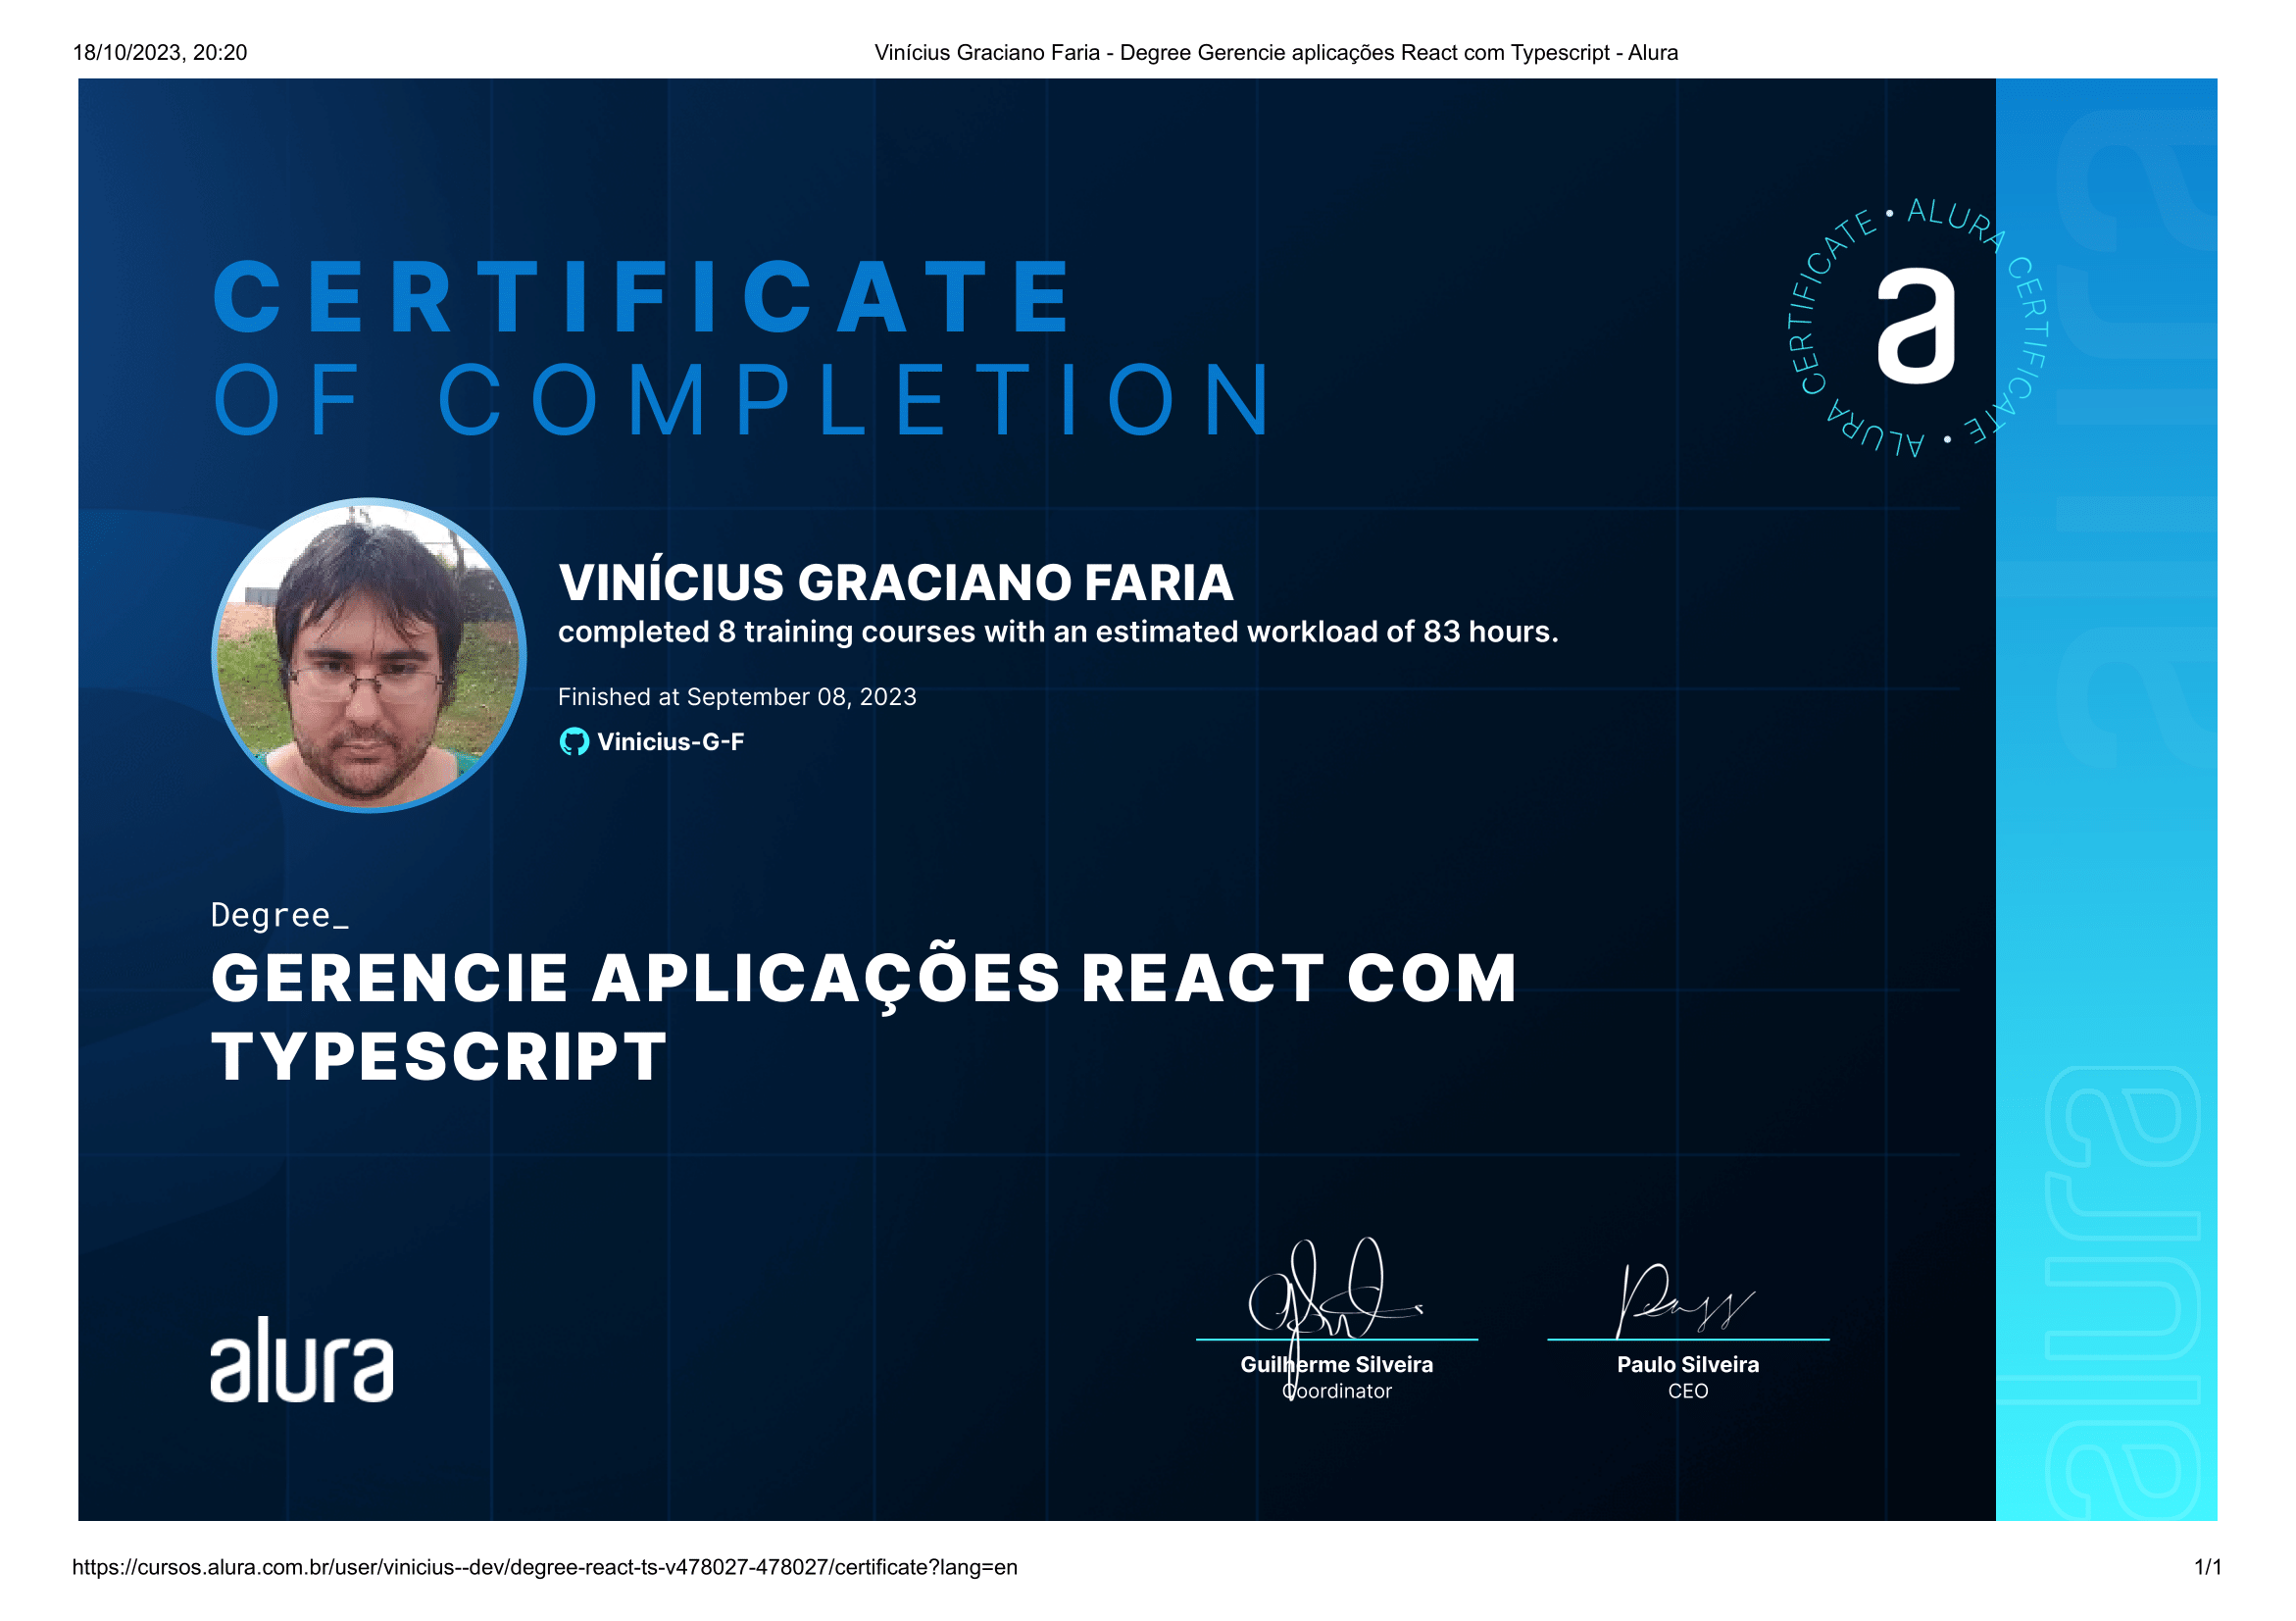 18/10/2023, 20:20
Vinícius Graciano Faria - Degree Gerencie aplicações React com Typescript - Alura
CERTIFICATE
OF COMPLETION
ALURA CERTIFICATE • ALURA CERTIFICATE •
a
VINÍCIUS GRACIANO FARIA
completed 8 training courses with an estimated workload of 83 hours.
Finished at September 08, 2023
Vinicius-G-F
Degree_
GERENCIE APLICAÇÕES REACT COM
TYPESCRIPT
alura
Guilherme Silveira
Coordinator
Paulo Silveira
CEO
alura
alura
https://cursos.alura.com.br/user/vinicius--dev/degree-react-ts-v478027-478027/certificate?lang=en
1/1